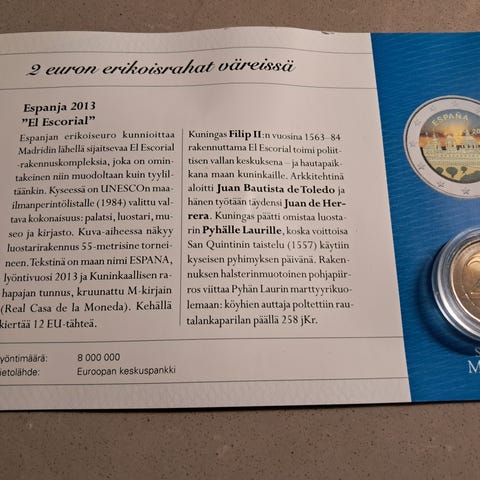 2 euron erikoisrahat väreissä
Espanja 2013
"El Escorial"
Espanjan erikoiseuro kunnioittaa
Madridin lähellä sijaitsevaa El Escorial
-rakennuskompleksia, joka on omin-
takeinen niin muodoltaan kuin tyylil-
täänkin. Kyseessä on UNESCOn maa-
ilmanperintölistalle (1984) valittu val-
tava kokonaisuus: palatsi, luostari, mu-
seo ja kirjasto. Kuva-aiheessa näkyy
luostarirakennus 55-metrisine tornei-
neen. Tekstinä on maan nimi ESPAÑA,
lyöntivuosi 2013 ja Kuninkaallisen ra-
hapajan tunnus, kruunattu M-kirjain
(Real Casa de la Moneda). Kehällä
kiertää 12 EU-tähteä.
Kuningas Filip II:n vuosina 1563–84
rakennuttama El Escorial toimi poliit-
tisen vallan keskuksena – ja hautapaik-
kana maan kuninkaille. Arkkitehtinä
aloitti Juan Bautista de Toledo ja
hänen työtään täydensi Juan de Her-
rera. Kuningas päätti omistaa luosta-
rin Pyhälle Laurille, koska voittoisa
San Quintinin taistelu (1557) käytiin
kyseisen pyhimyksen päivänä. Raken-
nuksen halsterinmuotoinen pohjapiir-
ros viittaa Pyhän Laurin marttyyrikuo-
lemaan: köyhien auttaja poltettiin rau-
talankaparilan päällä 258 jKr.
yöntimäärä: 8 000 000
ietolähde: Euroopan keskuspankki
ESPAÑA